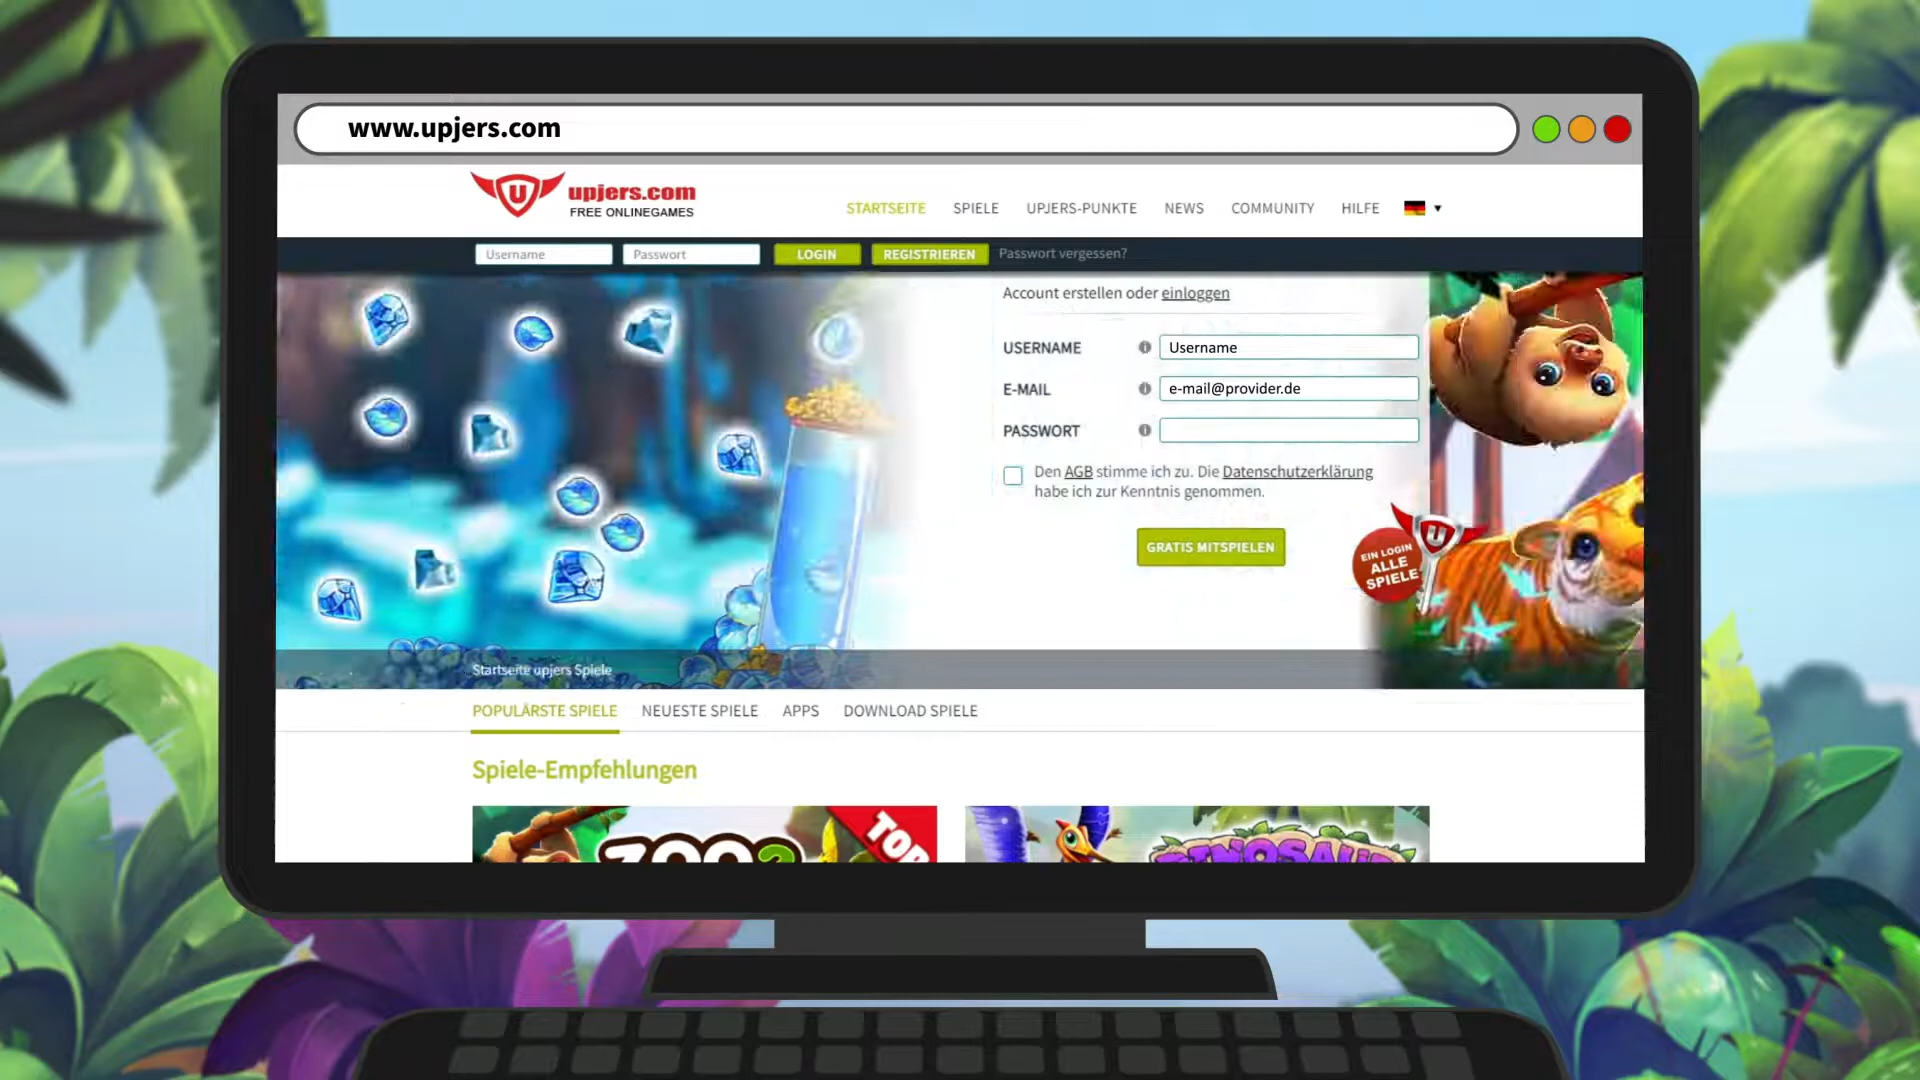 www.upjers.com
U upjers.com
FREE ONLINEGAMES
STARTSEITE SPIELE UPJERS-PUNKTE NEWS COMMUNITY HILFE
Username Passwort LOGIN REGISTRIEREN Passwort vergessen?
Account erstellen oder einloggen
USERNAME Username
E-MAIL e-mail@provider.de
PASSWORT
Den AGB stimme ich zu. Die Datenschutzerklärung
habe ich zur Kenntnis genommen.
GRATIS MITSPIELEN
U
EIN LOGIN
ALLE
SPIELE
Startseite upjers Spiele
POPULÄRSTE SPIELE NEUESTE SPIELE APPS DOWNLOAD SPIELE
Spiele-Empfehlungen
ZOO2 TOP
DINOSAUR